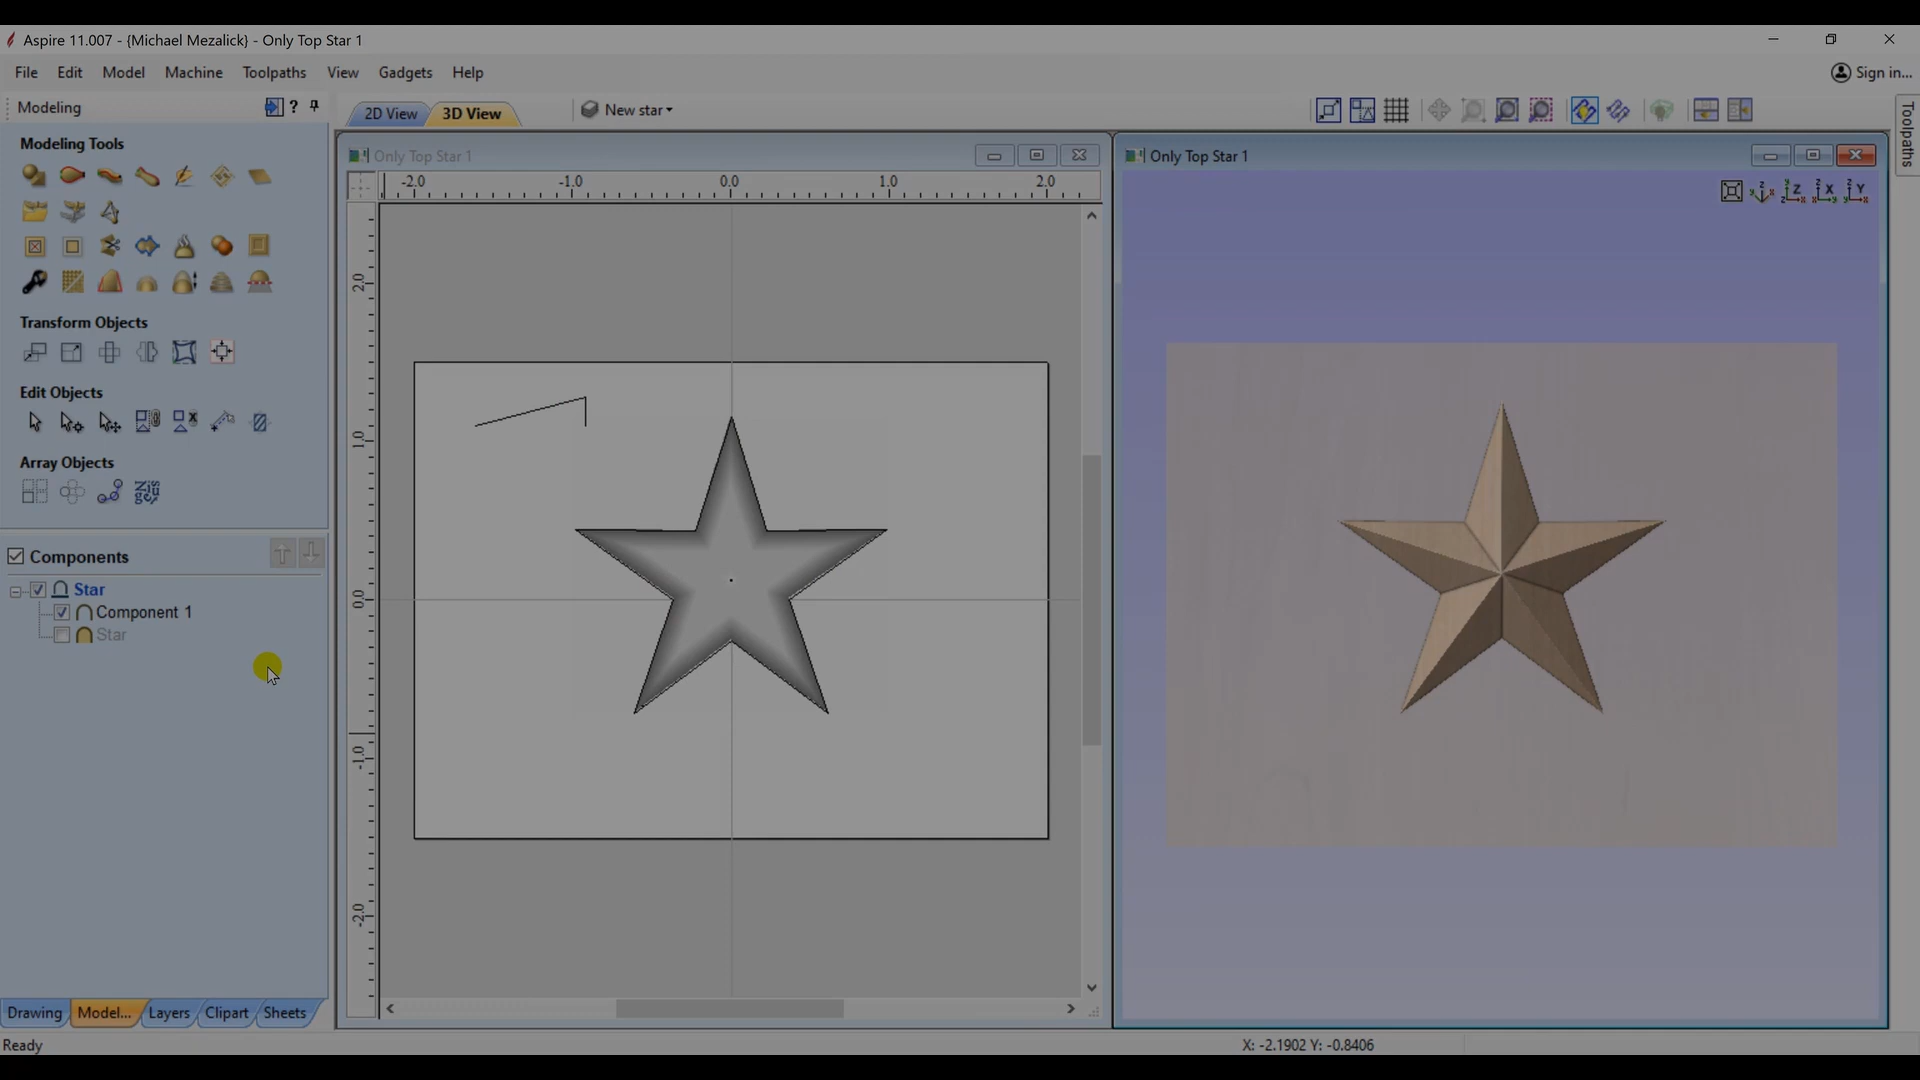 Aspire 11.007 - {Michael Mezalick} - Only Top Star 1
File Edit Model Machine Toolpaths View Gadgets Help
Sign in...
Modeling
2D View 3D View New star
Toolpaths
Modeling Tools
Only Top Star 1
Only Top Star 1
-2.0 -1.0 0.0 1.0 2.0
2.0
1.0
0.0
-1.0
-2.0
Transform Objects
Edit Objects
Array Objects
Components
Star
Component 1
Star
Drawing Model... Layers Clipart Sheets
Ready
X: -2.1902 Y: -0.8406